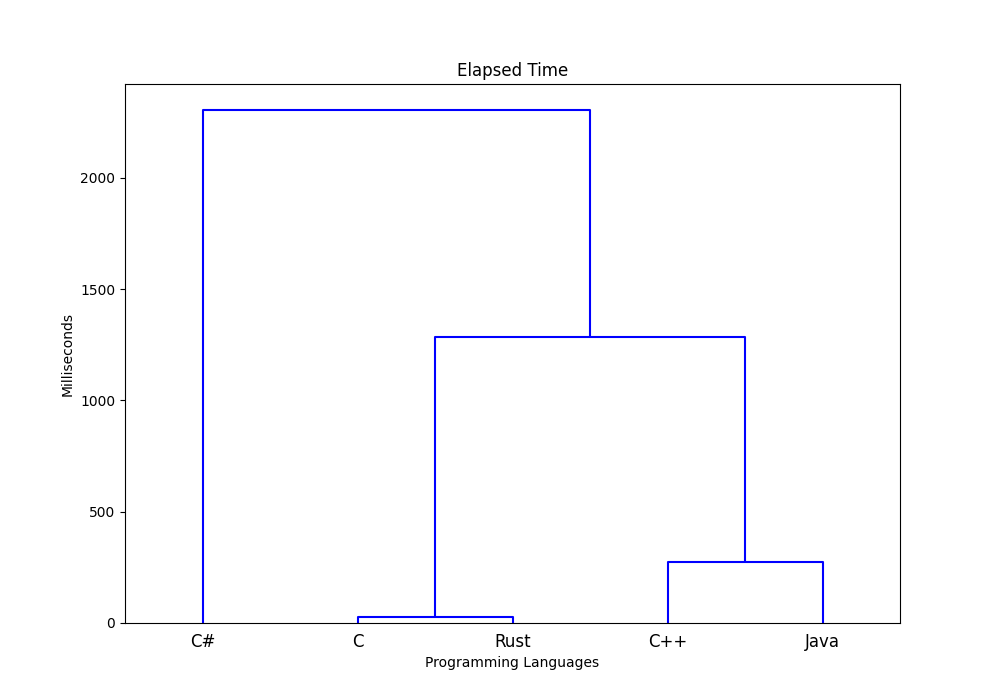 Elapsed Time
2000
1500
1000
500
0
Milliseconds
C#
C
Rust
C++
Java
Programming Languages